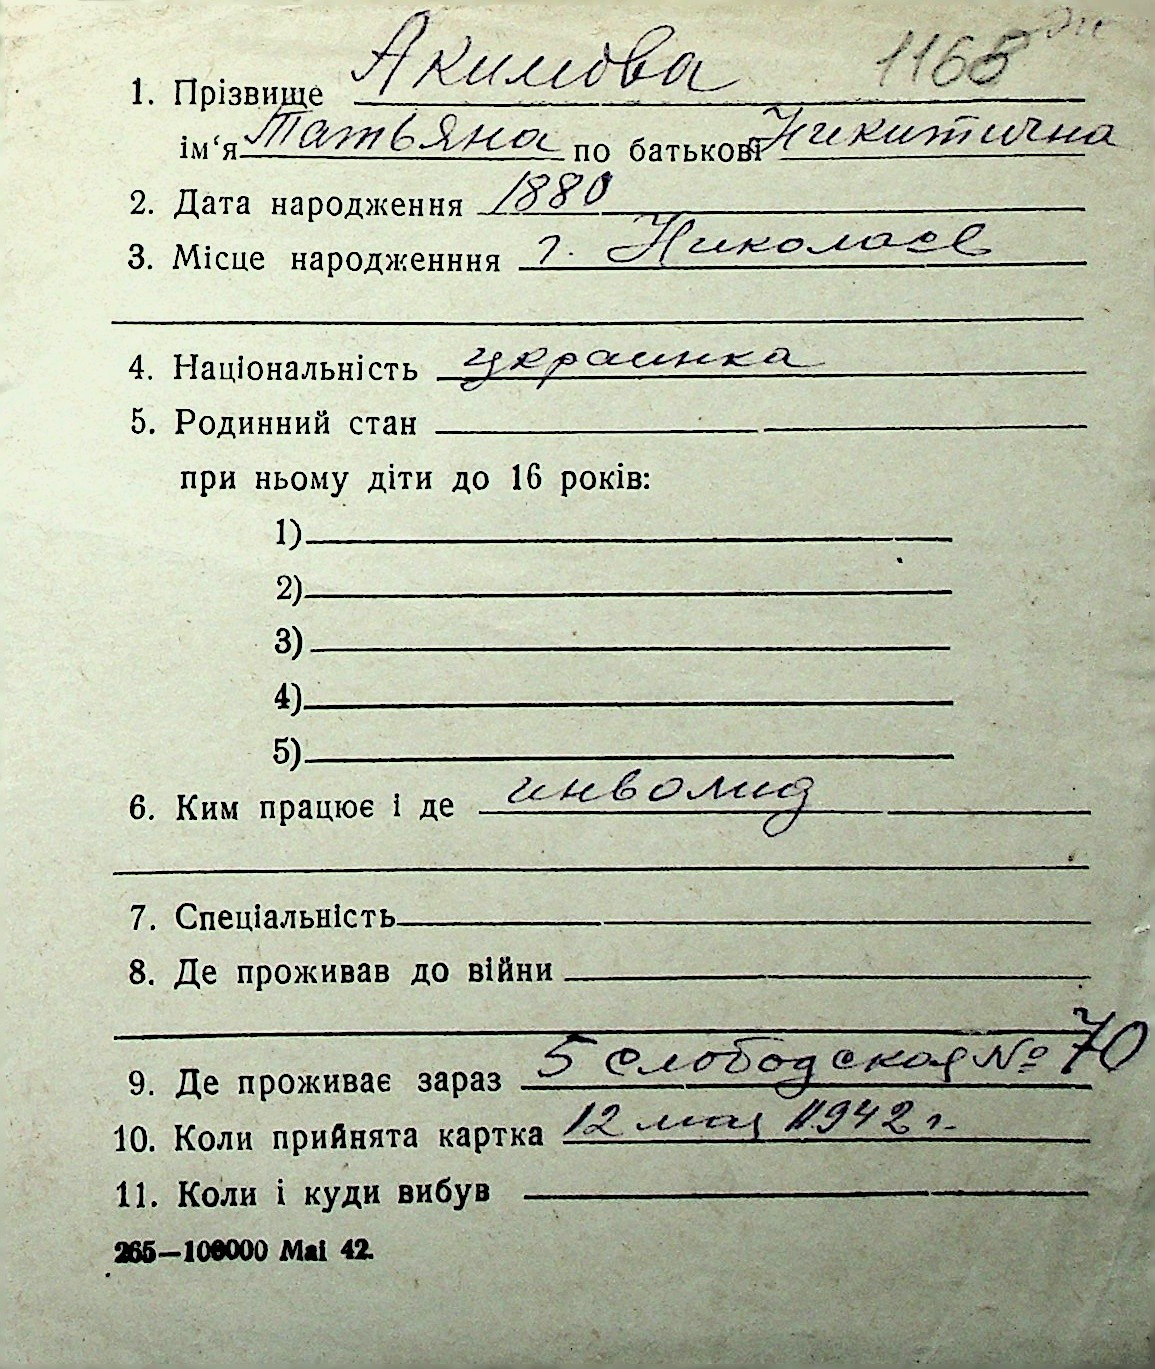 1. Прізвище Акимова 1168
ім'я Татьяна по батькові Никитична
2. Дата народження 1880
3. Місце народженння г. Николаев
4. Національність украинка
5. Родинний стан
при ньому діти до 16 років:
1)
2)
3)
4)
5)
6. Ким працює і де инволид
7. Спеціальність
8. Де проживав до війни
9. Де проживає зараз 5 слободская № 70
10. Коли прийнята картка 12 мая 1942 г.
11. Коли і куди вибув
265—100000 Маі 42.